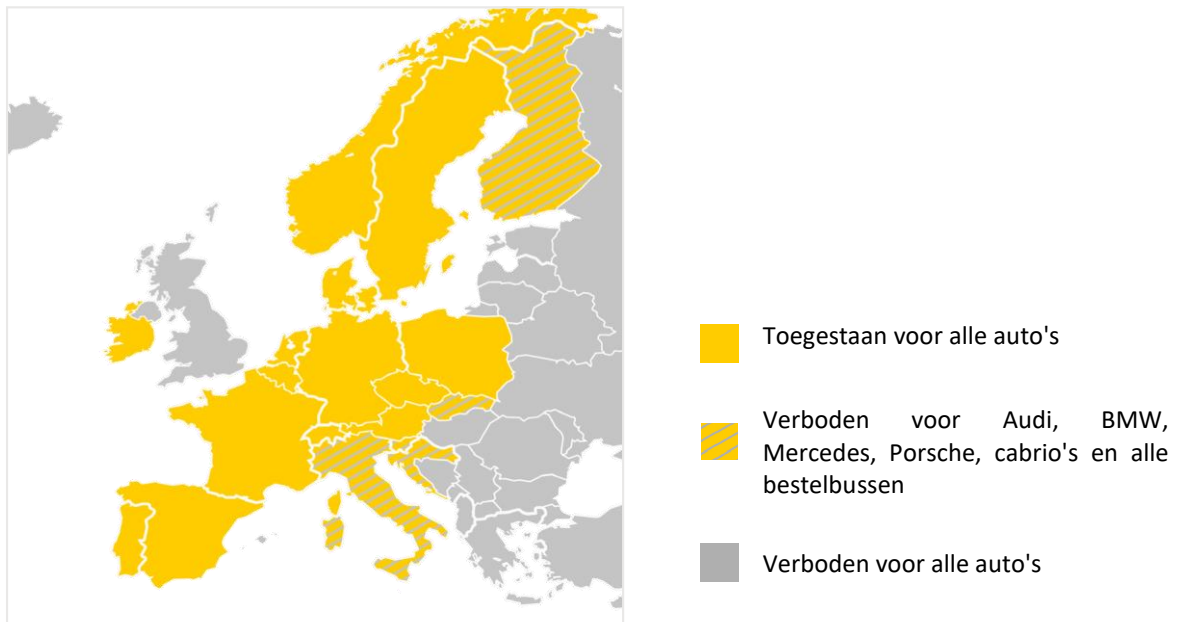 Toegestaan voor alle auto's
Verboden voor Audi, BMW,
Mercedes, Porsche, cabrio's en alle
bestelbussen
Verboden voor alle auto's